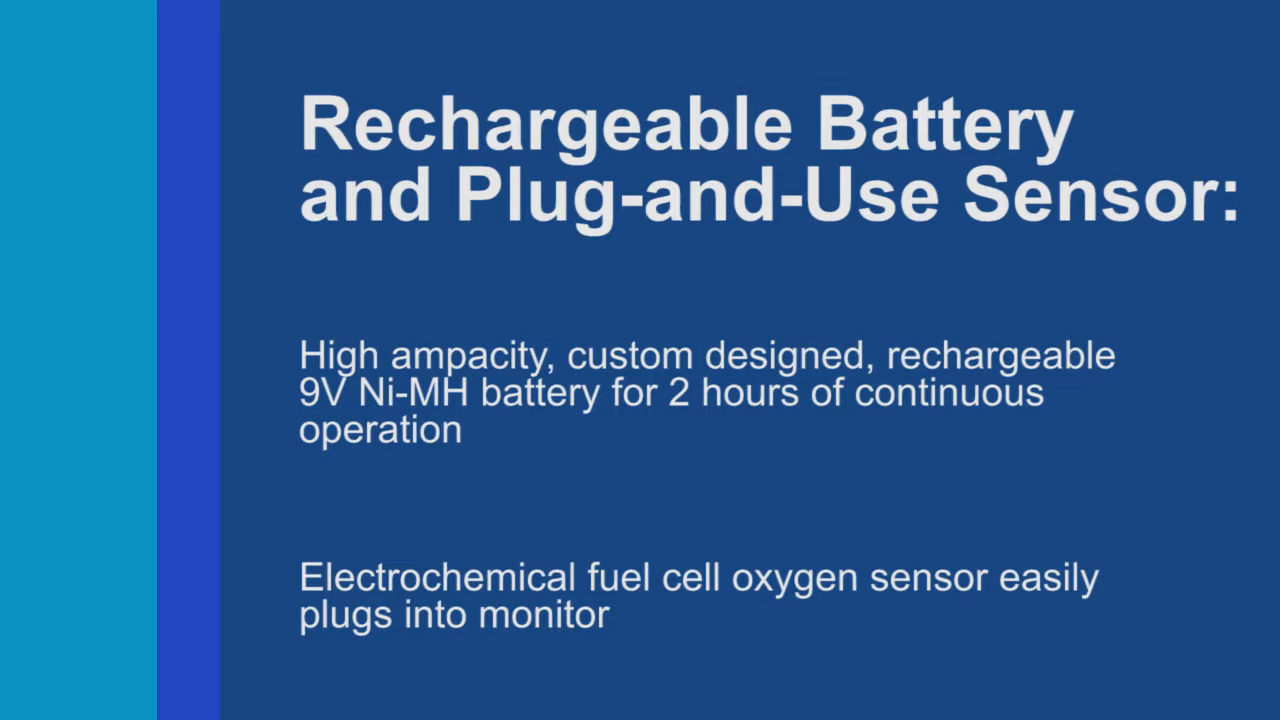 Rechargeable Battery
and Plug-and-Use Sensor:
High ampacity, custom designed, rechargeable
9V Ni-MH battery for 2 hours of continuous
operation
Electrochemical fuel cell oxygen sensor easily
plugs into monitor